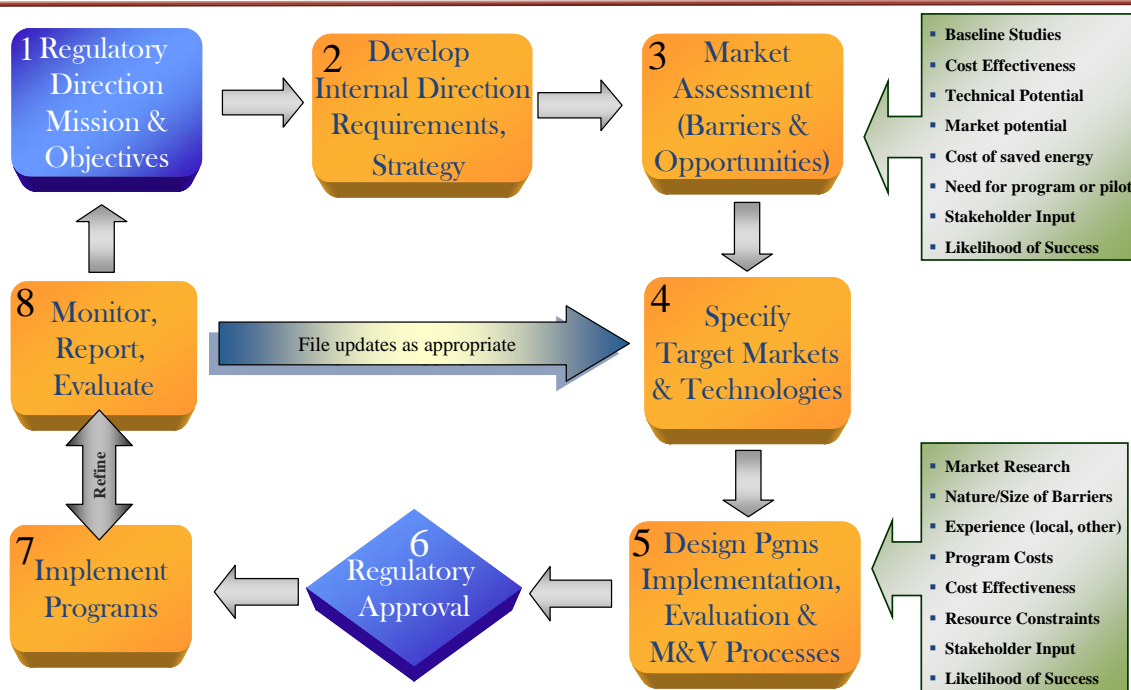 1 Regulatory
Direction
Mission &
Objectives
2 Develop
Internal Direction
Requirements,
Strategy
3 Market
Assessment
(Barriers &
Opportunities)
▪ Baseline Studies
▪ Cost Effectiveness
▪ Technical Potential
▪ Market potential
▪ Cost of saved energy
▪ Need for program or pilot
▪ Stakeholder Input
▪ Likelihood of Success
8 Monitor,
Report,
Evaluate
File updates as appropriate
4 Specify
Target Markets
& Technologies
Refine
7 Implement
Programs
6
Regulatory
Approval
5 Design Pgms
Implementation,
Evaluation &
M&V Processes
▪ Market Research
▪ Nature/Size of Barriers
▪ Experience (local, other)
▪ Program Costs
▪ Cost Effectiveness
▪ Resource Constraints
▪ Stakeholder Input
▪ Likelihood of Success